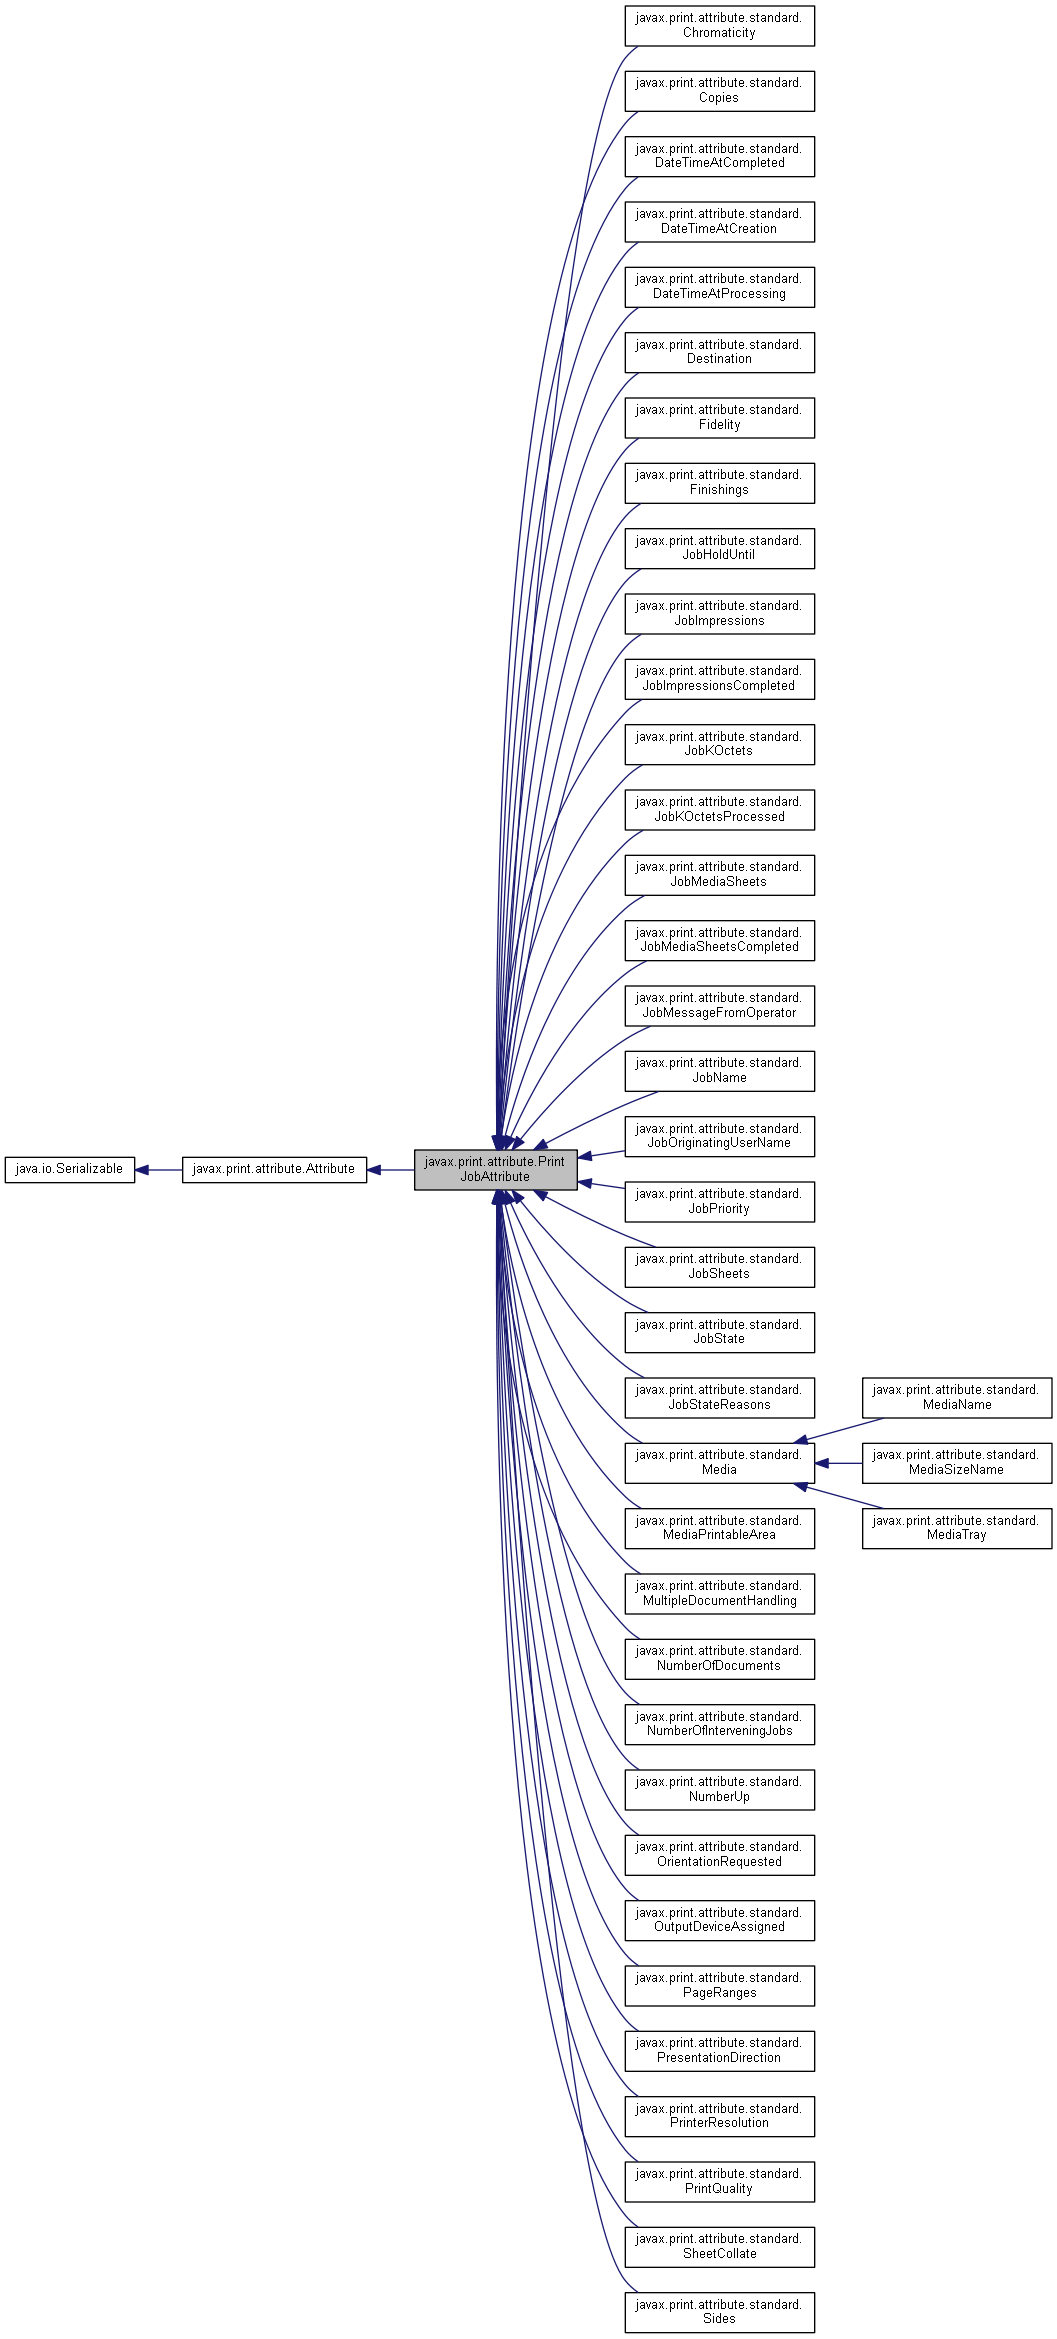 javax.print.attribute.standard.
Chromaticity
javax.print.attribute.standard.
Copies
javax.print.attribute.standard.
DateTimeAtCompleted
javax.print.attribute.standard.
DateTimeAtCreation
javax.print.attribute.standard.
DateTimeAtProcessing
javax.print.attribute.standard.
Destination
javax.print.attribute.standard.
Fidelity
javax.print.attribute.standard.
Finishings
javax.print.attribute.standard.
JobHoldUntil
javax.print.attribute.standard.
JobImpressions
javax.print.attribute.standard.
JobImpressionsCompleted
javax.print.attribute.standard.
JobKOctets
javax.print.attribute.standard.
JobKOctetsProcessed
javax.print.attribute.standard.
JobMediaSheets
javax.print.attribute.standard.
JobMediaSheetsCompleted
javax.print.attribute.standard.
JobMessageFromOperator
javax.print.attribute.standard.
JobName
javax.print.attribute.standard.
JobOriginatingUserName
java.io.Serializable
javax.print.attribute.Attribute
javax.print.attribute.Print
JobAttribute
javax.print.attribute.standard.
JobPriority
javax.print.attribute.standard.
JobSheets
javax.print.attribute.standard.
JobState
javax.print.attribute.standard.
JobStateReasons
javax.print.attribute.standard.
MediaName
javax.print.attribute.standard.
Media
javax.print.attribute.standard.
MediaSizeName
javax.print.attribute.standard.
MediaPrintableArea
javax.print.attribute.standard.
MediaTray
javax.print.attribute.standard.
MultipleDocumentHandling
javax.print.attribute.standard.
NumberOfDocuments
javax.print.attribute.standard.
NumberOfInterveningJobs
javax.print.attribute.standard.
NumberUp
javax.print.attribute.standard.
OrientationRequested
javax.print.attribute.standard.
OutputDeviceAssigned
javax.print.attribute.standard.
PageRanges
javax.print.attribute.standard.
PresentationDirection
javax.print.attribute.standard.
PrinterResolution
javax.print.attribute.standard.
PrintQuality
javax.print.attribute.standard.
SheetCollate
javax.print.attribute.standard.
Sides